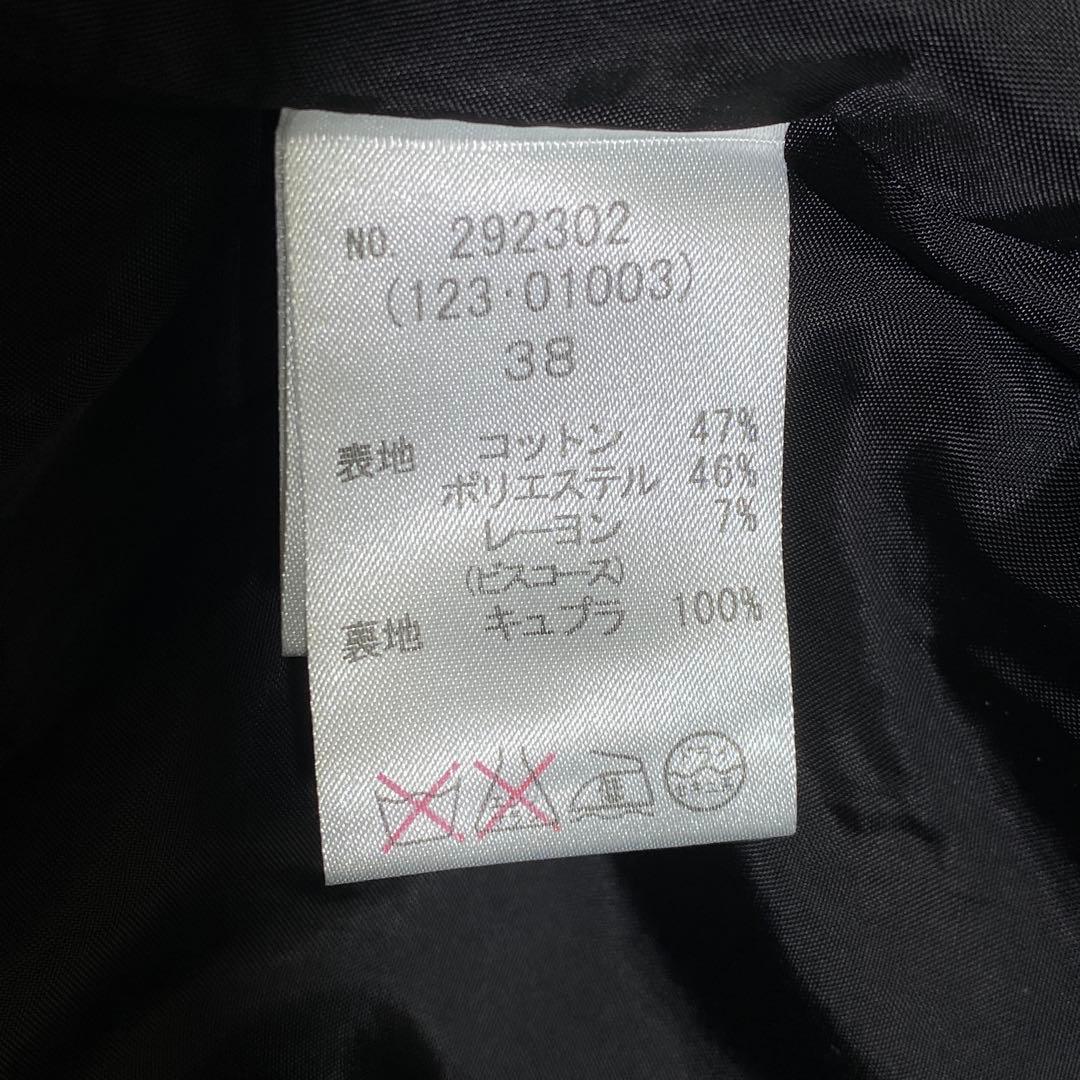 NO. 292302
(123・01003)
38
表地 コットン 47%
ポリエステル 46%
レーヨン 7%
(ビスコース)
裏地 キュプラ 100%